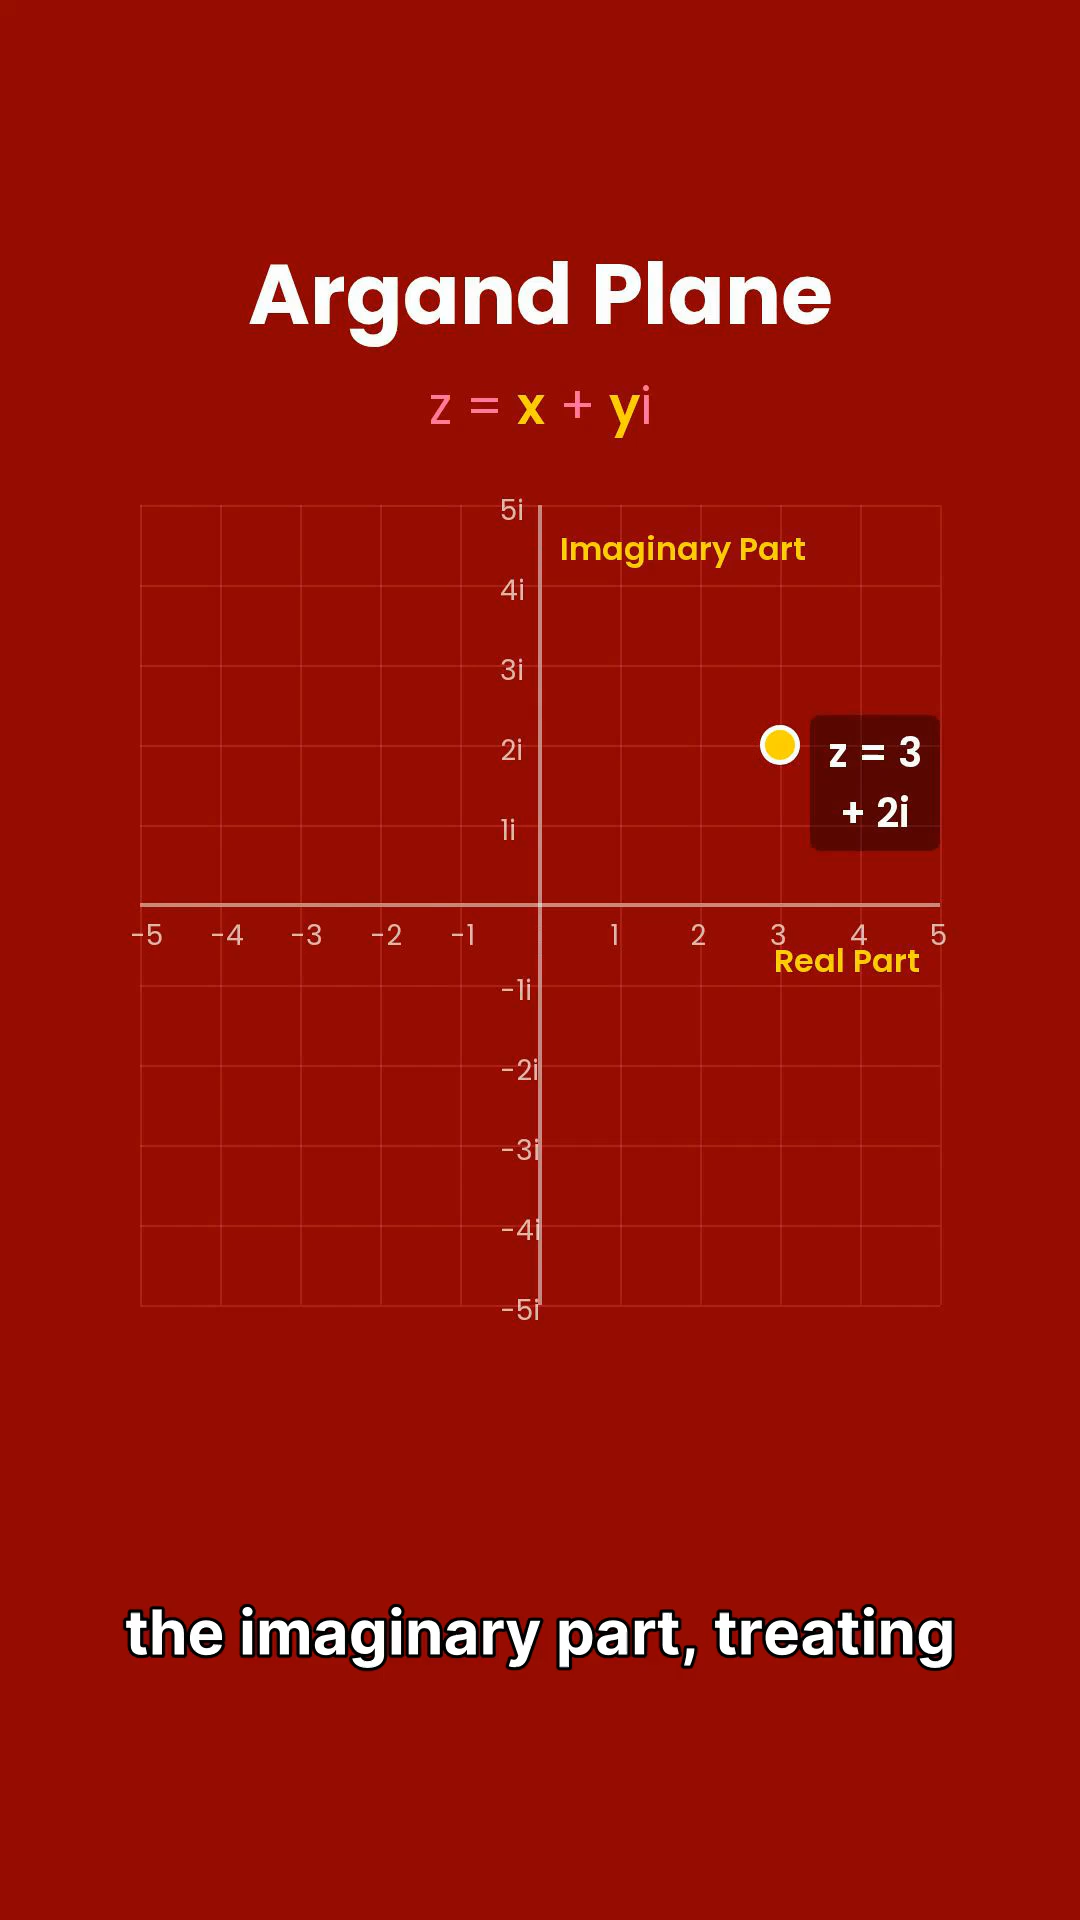 Argand Plane
z = x + yi
5i
Imaginary Part
4i
3i
2i
z = 3
+ 2i
1i
-5 -4 -3 -2 -1 1 2 3 4 5
Real Part
-1i
-2i
-3i
-4i
-5i
the imaginary part, treating